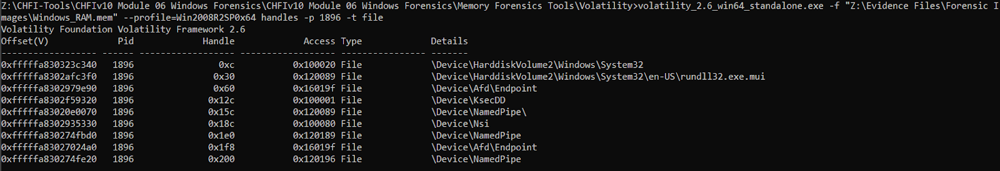 Z:\CHFI-Tools\CHFIv10 Module 06 Windows Forensics\CHFIv10 Module 06 Windows Forensics\Memory Forensics Tools\Volatility>volatility_2.6_win64_standalone.exe -f "Z:\Evidence Files\Forensic I
mages\Windows_RAM.mem" --profile=Win2008R2SP0x64 handles -p 1896 -t file
Volatility Foundation Volatility Framework 2.6
Offset(V)             Pid             Handle             Access Type             Details
------------------ ------ ------------------ ------------------ ---------------- -------
0xfffffa830323c340   1896                0xc           0x100020 File             \Device\HarddiskVolume2\Windows\System32
0xfffffa8302afc3f0   1896               0x30           0x120089 File             \Device\HarddiskVolume2\Windows\System32\en-US\rundll32.exe.mui
0xfffffa8302979e90   1896               0x60           0x16019f File             \Device\Afd\Endpoint
0xfffffa8302f59320   1896              0x12c           0x100001 File             \Device\KsecDD
0xfffffa83020e0070   1896              0x15c           0x120089 File             \Device\NamedPipe\
0xfffffa8302935330   1896              0x18c           0x100080 File             \Device\Nsi
0xfffffa830274fbd0   1896              0x1e0           0x120189 File             \Device\NamedPipe
0xfffffa83027024a0   1896              0x1f8           0x16019f File             \Device\Afd\Endpoint
0xfffffa830274fe20   1896              0x200           0x120196 File             \Device\NamedPipe